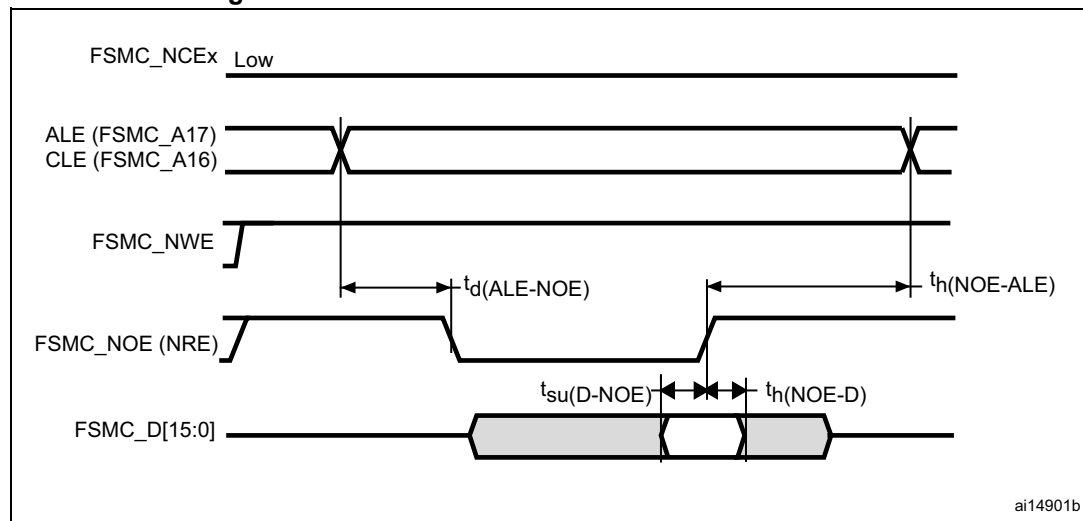 FSMC_NCEx Low
ALE (FSMC_A17)
CLE (FSMC_A16)
FSMC_NWE
td(ALE-NOE)
th(NOE-ALE)
FSMC_NOE (NRE)
tsu(D-NOE)
th(NOE-D)
FSMC_D[15:0]
ai14901b